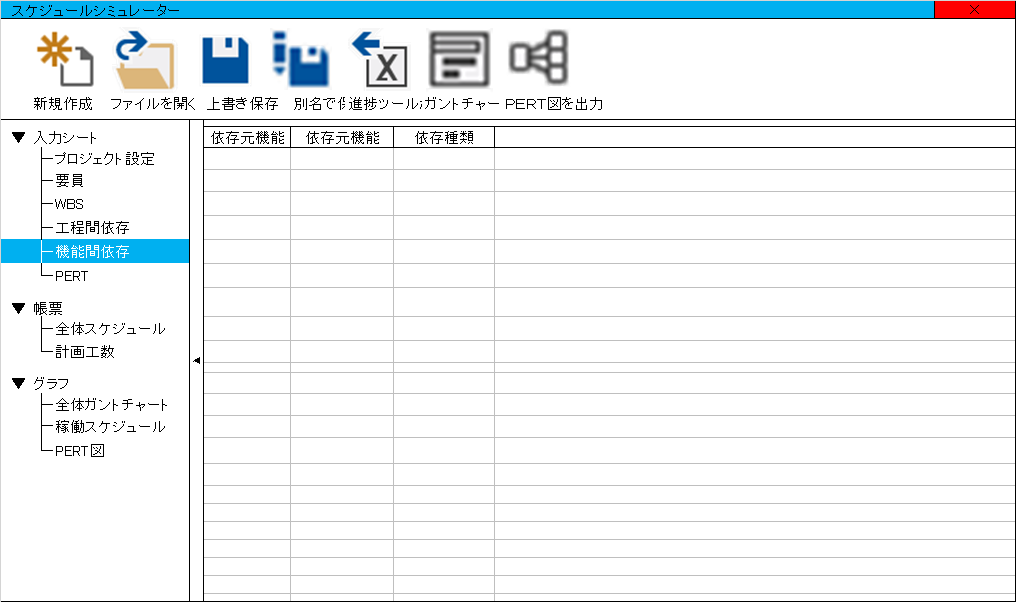 スケジュールシミュレーター
新規作成 ファイルを開く 上書き保存 別名で 進捗ツール ガントチャー PERT図を出力
▼ 入力シート
プロジェクト設定
要員
WBS
工程間依存
機能間依存
PERT
▼ 帳票
全体スケジュール
計画工数
▼ グラフ
全体ガントチャート
稼働スケジュール
PERT図
依存元機能 依存元機能 依存種類